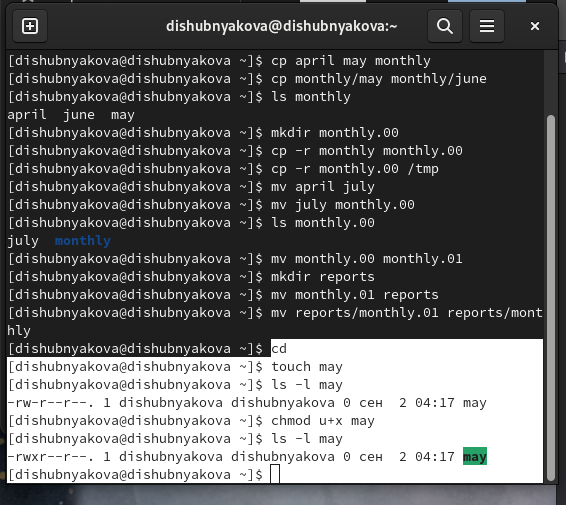 dishubnyakova@dishubnyakova:~
[dishubnyakova@dishubnyakova ~]$ cp april may monthly
[dishubnyakova@dishubnyakova ~]$ cp monthly/may monthly/june
[dishubnyakova@dishubnyakova ~]$ ls monthly
april  june  may
[dishubnyakova@dishubnyakova ~]$ mkdir monthly.00
[dishubnyakova@dishubnyakova ~]$ cp -r monthly monthly.00
[dishubnyakova@dishubnyakova ~]$ cp -r monthly.00 /tmp
[dishubnyakova@dishubnyakova ~]$ mv april july
[dishubnyakova@dishubnyakova ~]$ mv july monthly.00
[dishubnyakova@dishubnyakova ~]$ ls monthly.00
july  monthly
[dishubnyakova@dishubnyakova ~]$ mv monthly.00 monthly.01
[dishubnyakova@dishubnyakova ~]$ mkdir reports
[dishubnyakova@dishubnyakova ~]$ mv monthly.01 reports
[dishubnyakova@dishubnyakova ~]$ mv reports/monthly.01 reports/mont
hly
[dishubnyakova@dishubnyakova ~]$ cd
[dishubnyakova@dishubnyakova ~]$ touch may
[dishubnyakova@dishubnyakova ~]$ ls -l may
-rw-r--r--. 1 dishubnyakova dishubnyakova 0 сен  2 04:17 may
[dishubnyakova@dishubnyakova ~]$ chmod u+x may
[dishubnyakova@dishubnyakova ~]$ ls -l may
-rwxr--r--. 1 dishubnyakova dishubnyakova 0 сен  2 04:17 may
[dishubnyakova@dishubnyakova ~]$